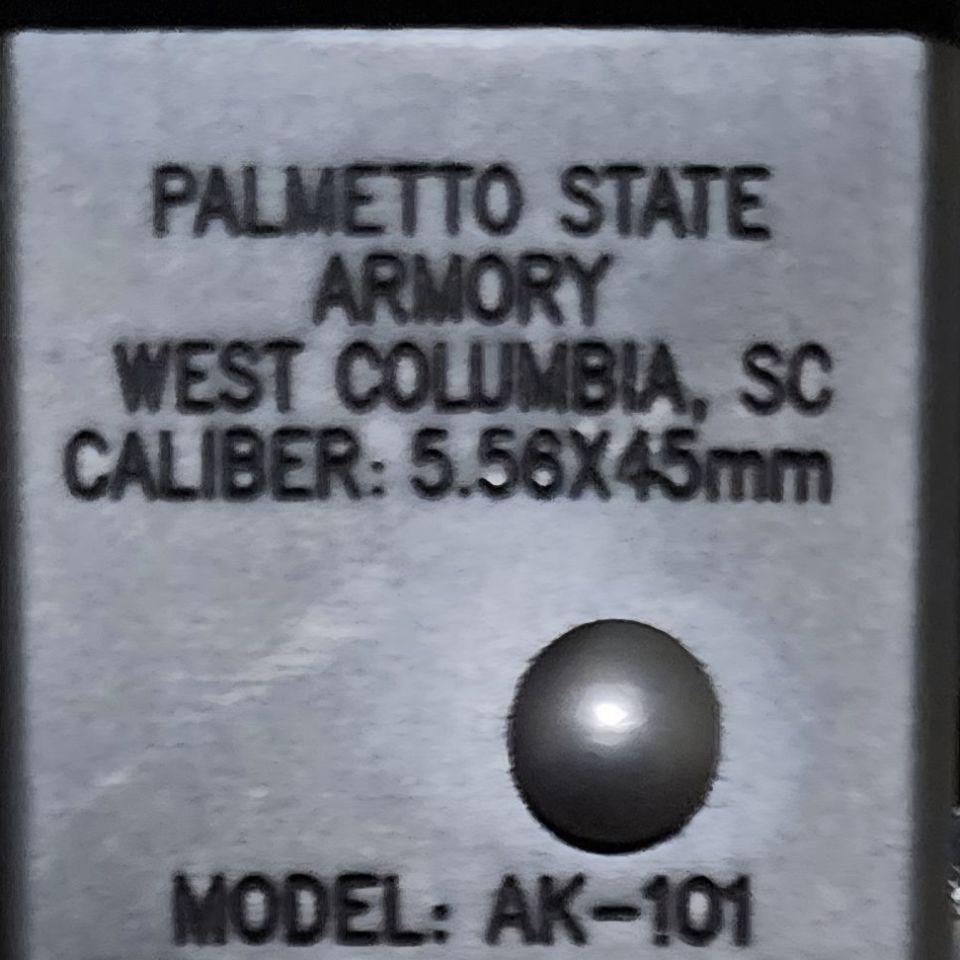 PALMETTO STATE
ARMORY
WEST COLUMBIA, SC
CALIBER: 5.56X45mm
MODEL: AK-101